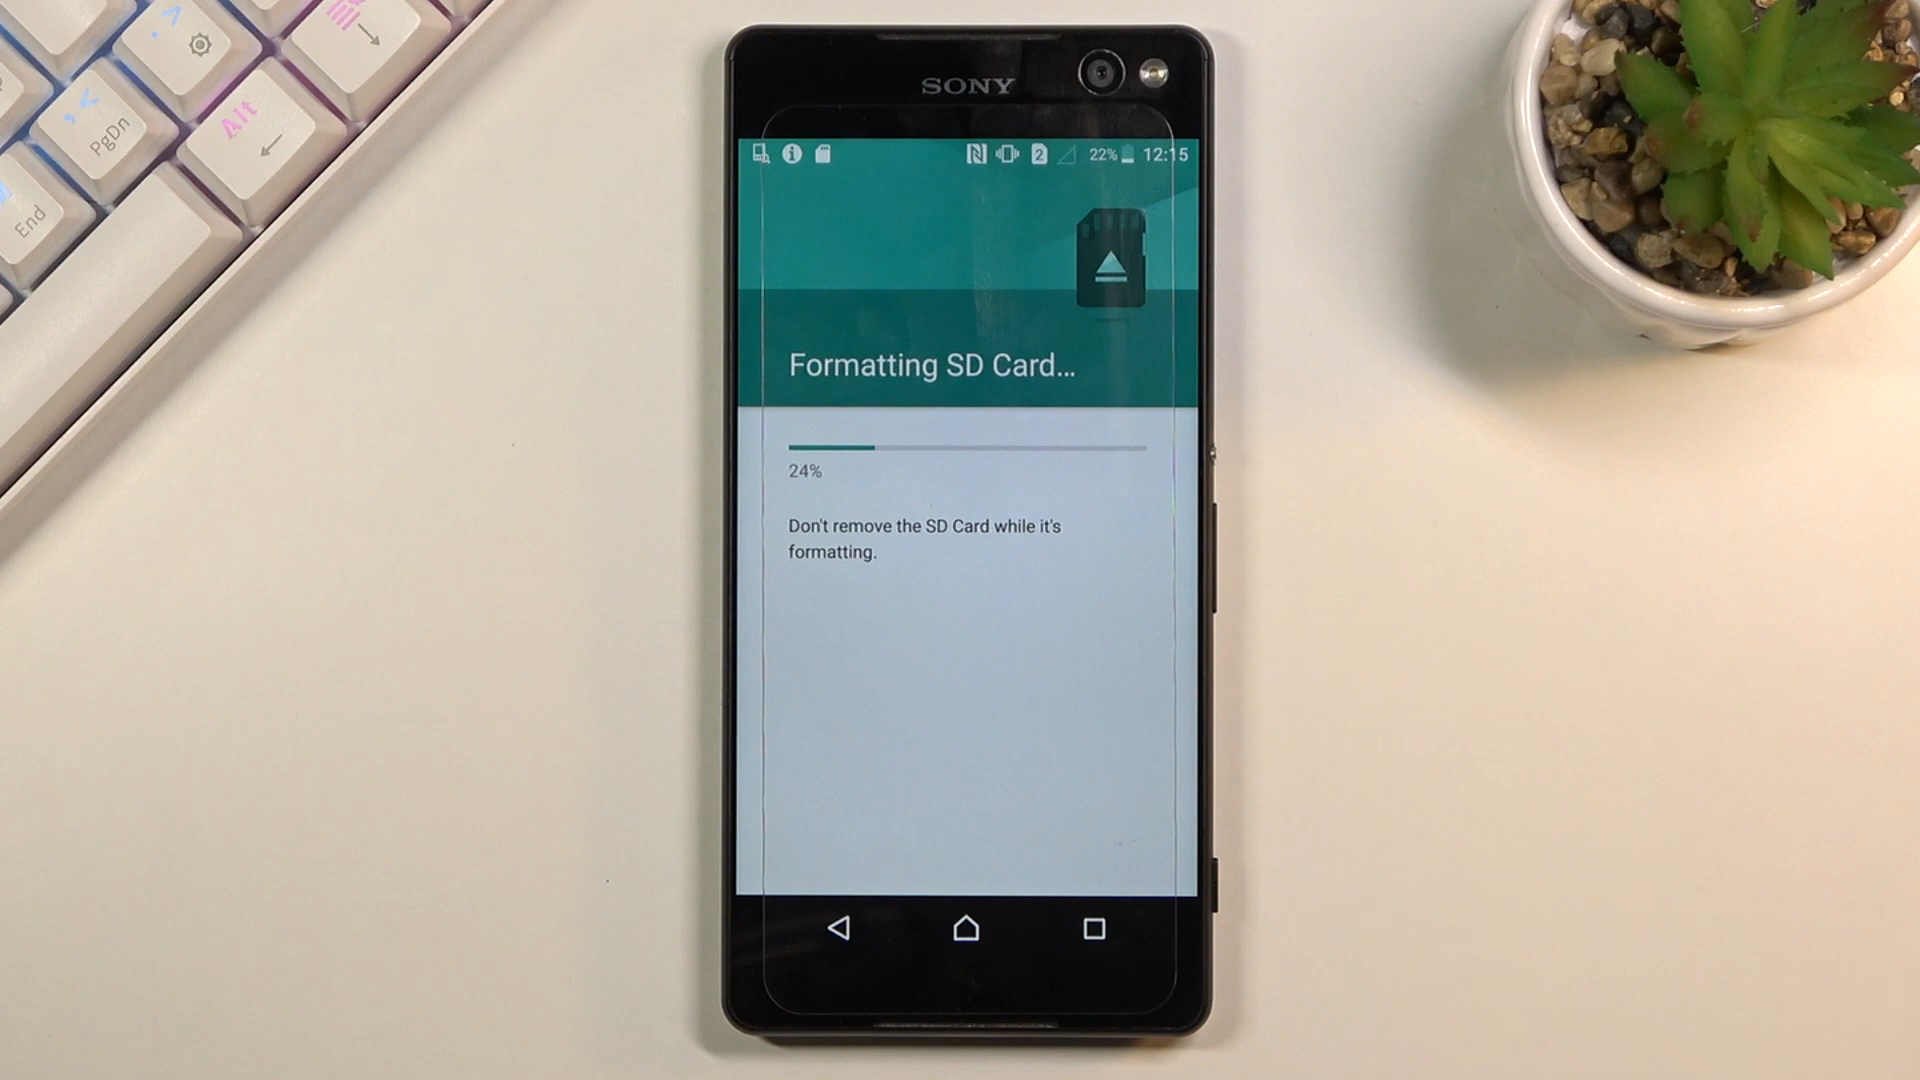 PgDn
Alt
End
SONY
2
22%
12:15
Formatting SD Card...
24%
Don't remove the SD Card while it's
formatting.